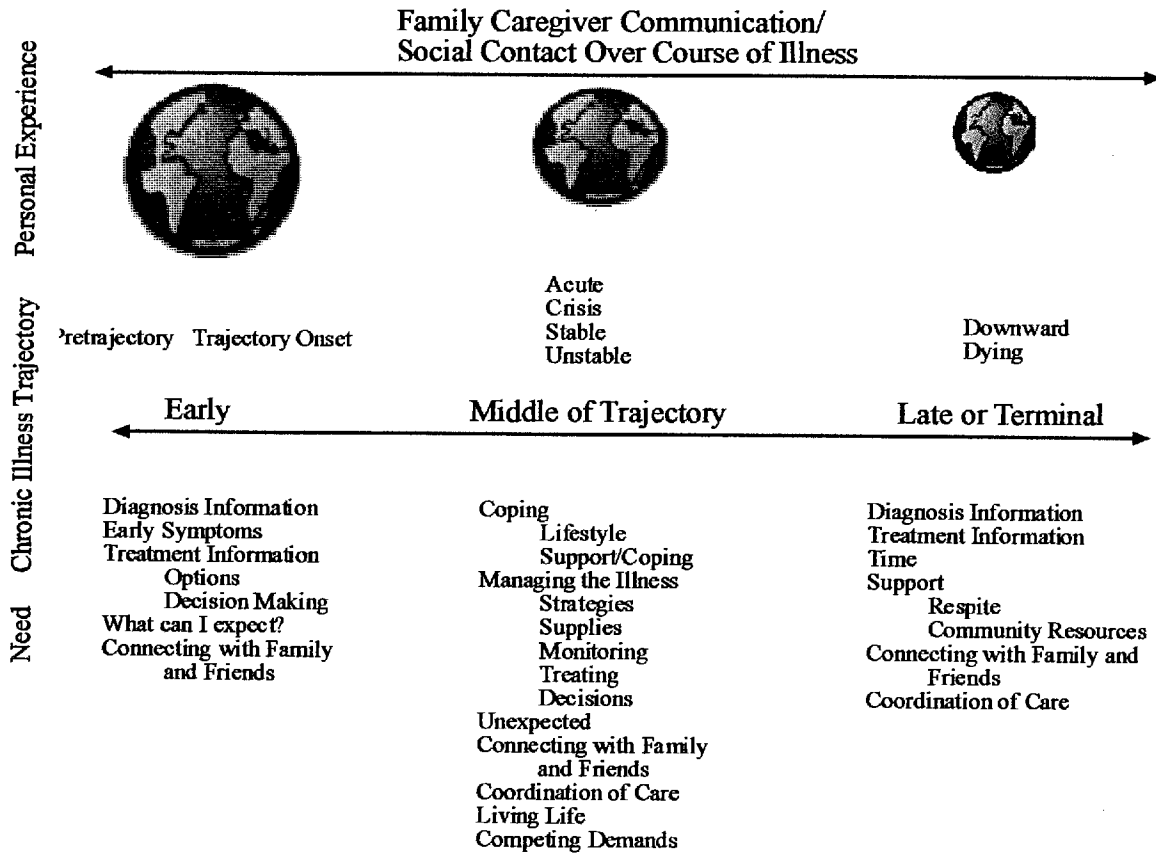 Family Caregiver Communication/
Social Contact Over Course of Illness
Personal Experience
Acute
Crisis
Stable
Unstable
Pretrajectory Trajectory Onset
Downward
Dying
Chronic Illness Trajectory
Early
Middle of Trajectory
Late or Terminal
Need
Diagnosis Information
Early Symptoms
Treatment Information
Options
Decision Making
What can I expect?
Connecting with Family
and Friends
Coping
Lifestyle
Support/Coping
Managing the Illness
Strategies
Supplies
Monitoring
Treating
Decisions
Unexpected
Connecting with Family
and Friends
Coordination of Care
Living Life
Competing Demands
Diagnosis Information
Treatment Information
Time
Support
Respite
Community Resources
Connecting with Family and
Friends
Coordination of Care